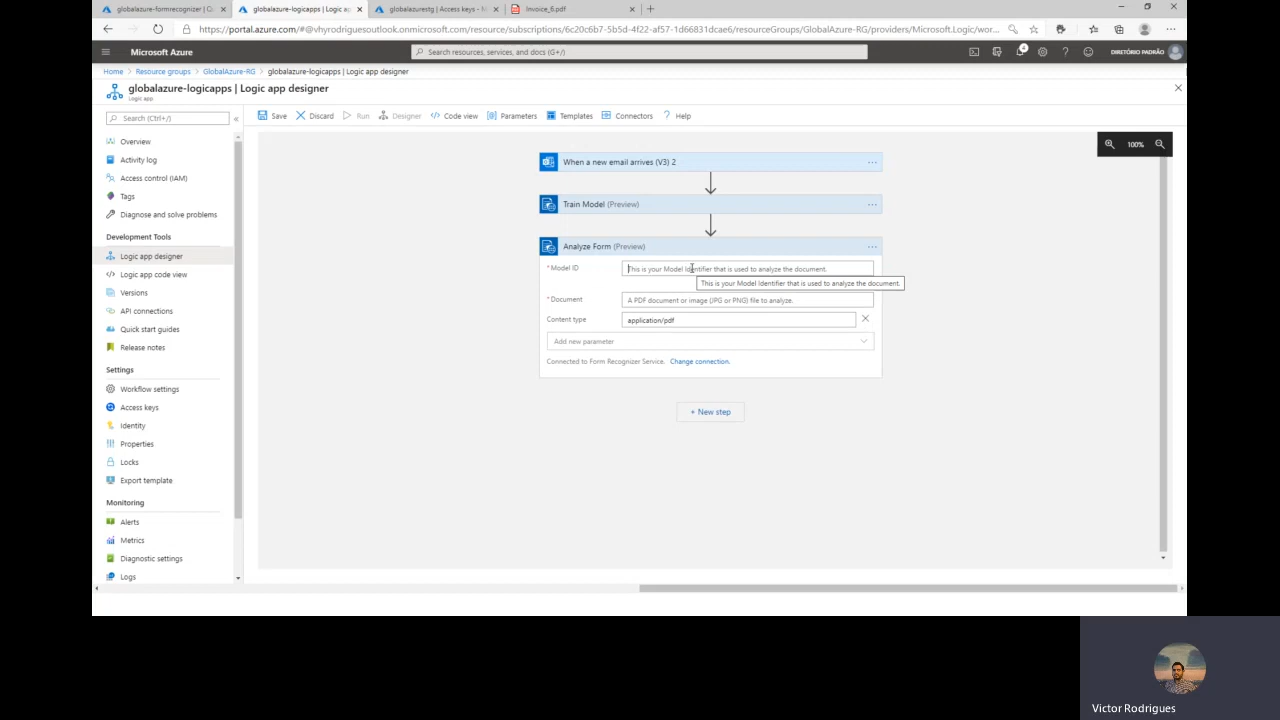 globalazure-formrecognizer | G
globalazure-logicapps | Logic ap
globalazurestg | Access keys - M
Invoice_6.pdf
https://portal.azure.com/#@vhyrodriguesoutlook.onmicrosoft.com/resource/subscriptions/6c20c6b7-5b5d-4f22-af57-1d66831dcae6/resourceGroups/GlobalAzure-RG/providers/Microsoft.Logic/wor...
Microsoft Azure
Search resources, services, and docs (G+/)
DIRETÓRIO PADRÃO
Home > Resource groups > GlobalAzure-RG > globalazure-logicapps | Logic app designer
globalazure-logicapps | Logic app designer
Logic app
Search (Ctrl+/)
Save Discard Run Designer Code view Parameters Templates Connectors Help
Overview
Activity log
Access control (IAM)
Tags
Diagnose and solve problems
Development Tools
Logic app designer
Logic app code view
Versions
API connections
Quick start guides
Release notes
Settings
Workflow settings
Access keys
Identity
Properties
Locks
Export template
Monitoring
Alerts
Metrics
Diagnostic settings
Logs
100%
When a new email arrives (V3) 2
Train Model (Preview)
Analyze Form (Preview)
* Model ID
This is your Model Identifier that is used to analyze the document.
This is your Model Identifier that is used to analyze the document.
* Document
A PDF document or image (JPG or PNG) file to analyze.
Content type
application/pdf
Add new parameter
Connected to Form Recognizer Service. Change connection.
+ New step
Victor Rodrigues